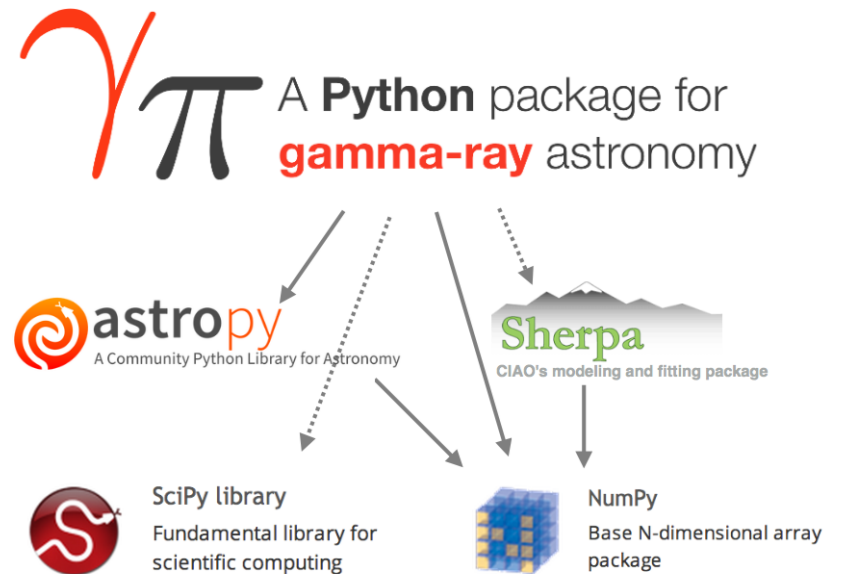 γπ
A Python package for
gamma-ray astronomy
astropy
A Community Python Library for Astronomy
Sherpa
CIAO's modeling and fitting package
SciPy library
Fundamental library for
scientific computing
NumPy
Base N-dimensional array
package